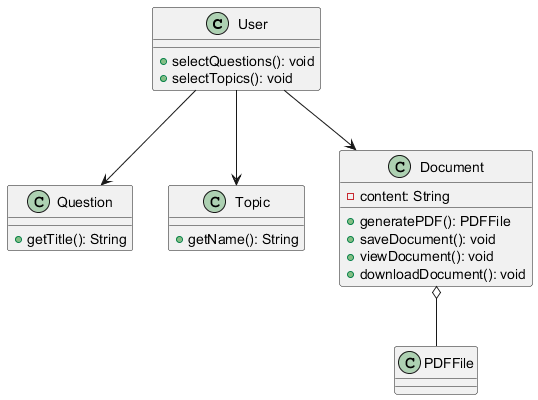 C User
selectQuestions(): void
selectTopics(): void
C Question
getTitle(): String
C Topic
getName(): String
C Document
content: String
generatePDF(): PDFFile
saveDocument(): void
viewDocument(): void
downloadDocument(): void
C PDFFile